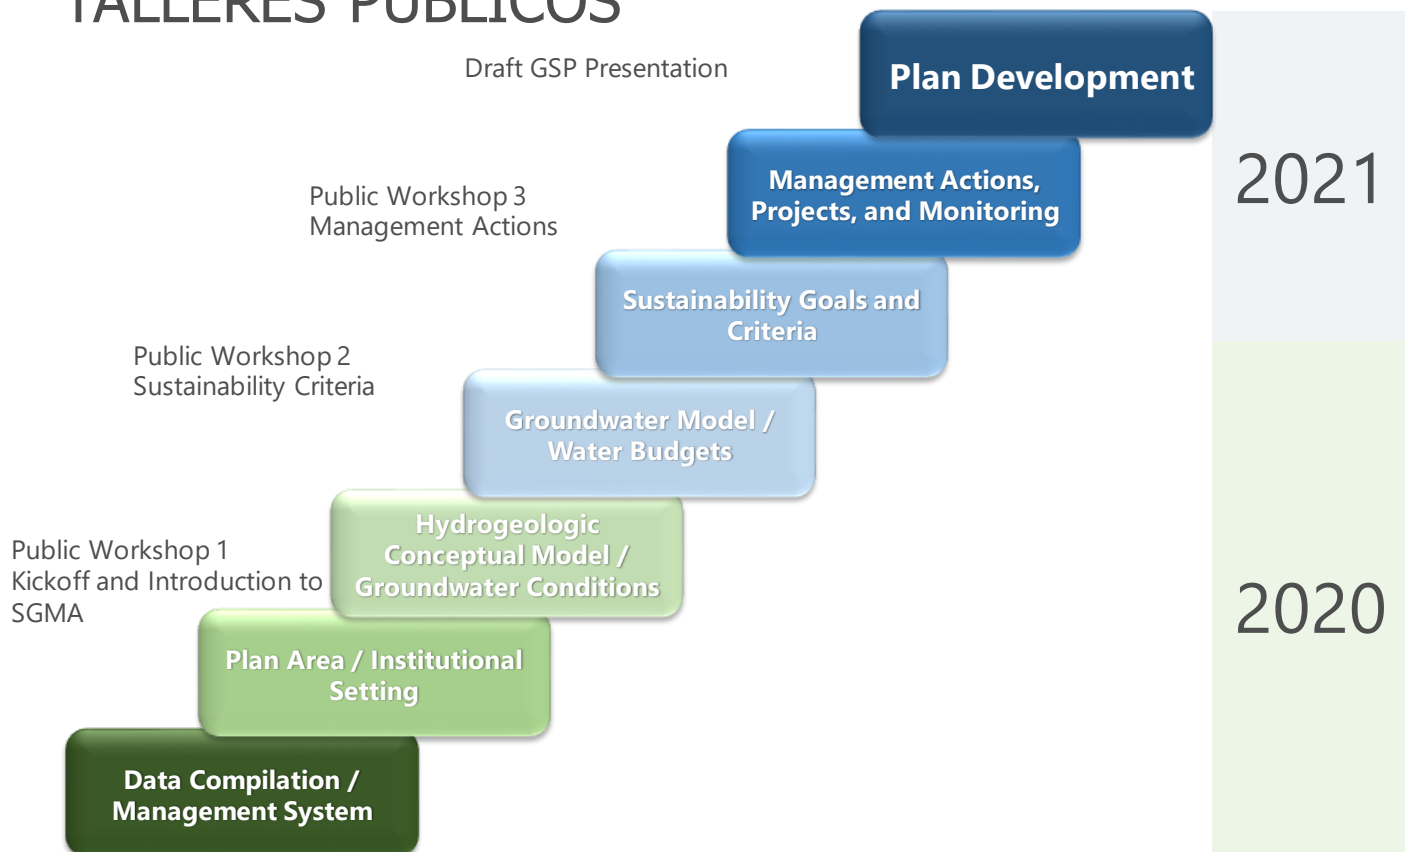 TALLERES PÚBLICOS
Draft GSP Presentation
Plan Development
2021
Management Actions,
Projects, and Monitoring
Public Workshop 3
Management Actions
Sustainability Goals and
Criteria
Public Workshop 2
Sustainability Criteria
Groundwater Model /
Water Budgets
Hydrogeologic
Conceptual Model /
Groundwater Conditions
Public Workshop 1
Kickoff and Introduction to
SGMA
2020
Plan Area / Institutional
Setting
Data Compilation /
Management System